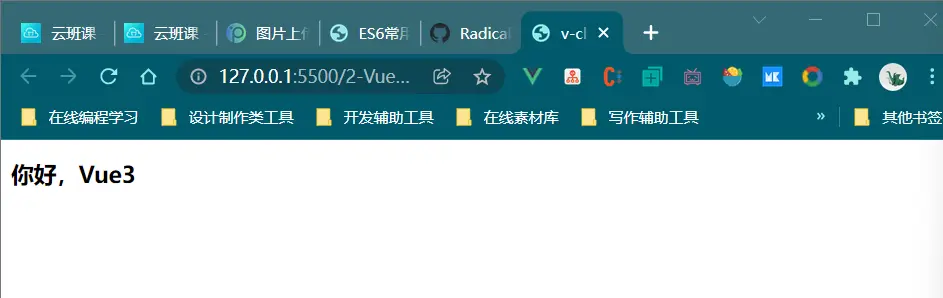 云班课 云班课 图片上传 ES6常用 Radical v-cl
127.0.0.1:5500/2-Vue...
在线编程学习 设计制作类工具 开发辅助工具 在线素材库 写作辅助工具 » 其他书签
你好，Vue3